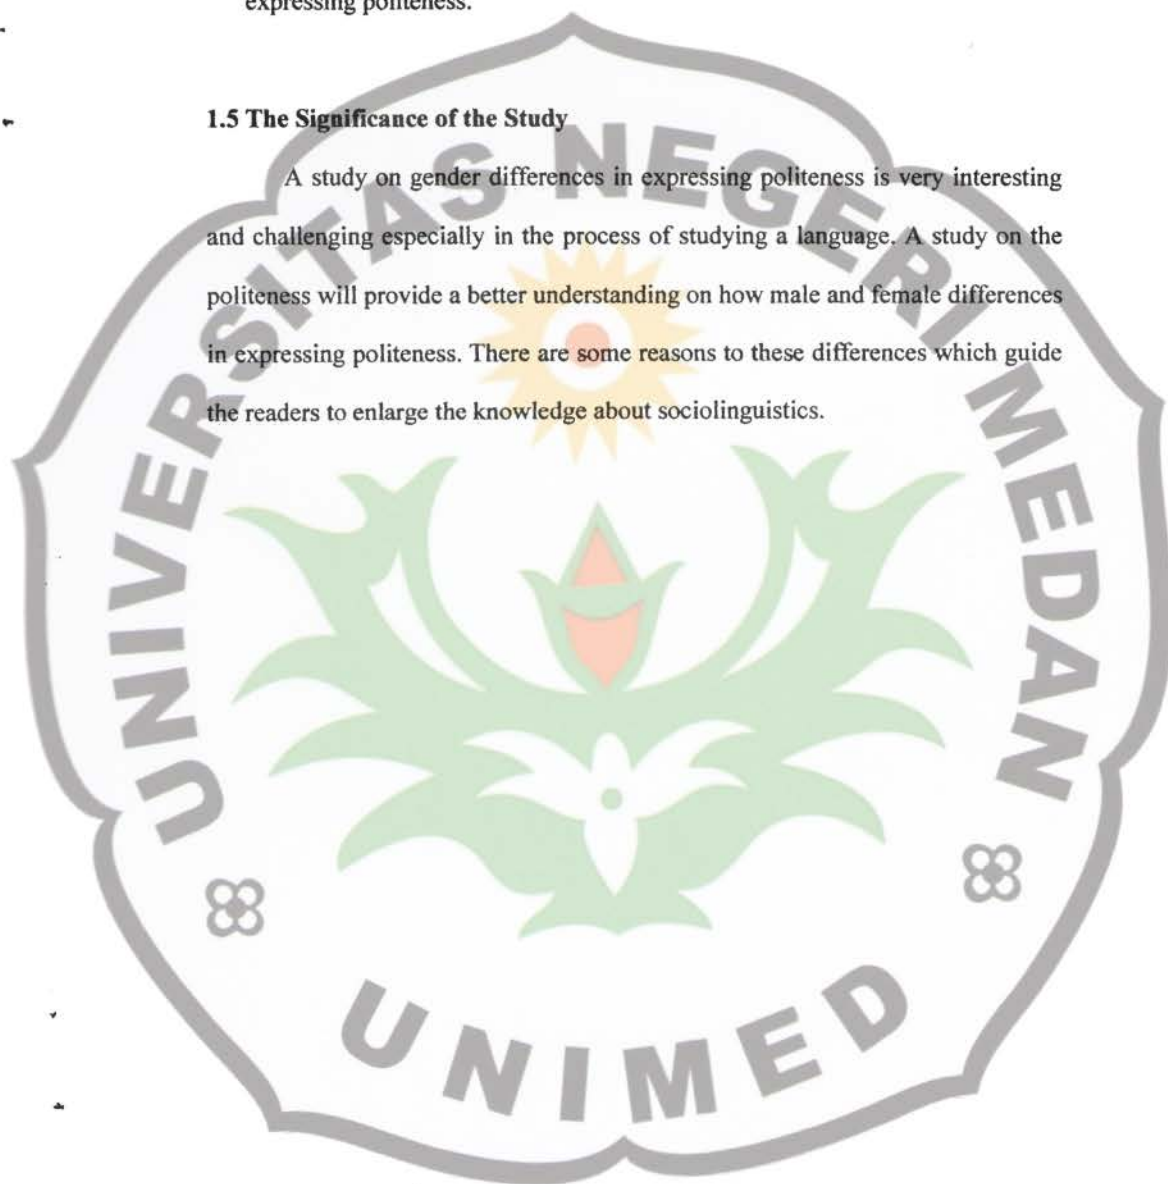 expressing politeness.
1.5 The Significance of the Study
A study on gender differences in expressing politeness is very interesting
and challenging especially in the process of studying a language. A study on the
politeness will provide a better understanding on how male and female differences
in expressing politeness. There are some reasons to these differences which guide
the readers to enlarge the knowledge about sociolinguistics.
UNIVERSITAS NEGERI MEDAN
UNIMED